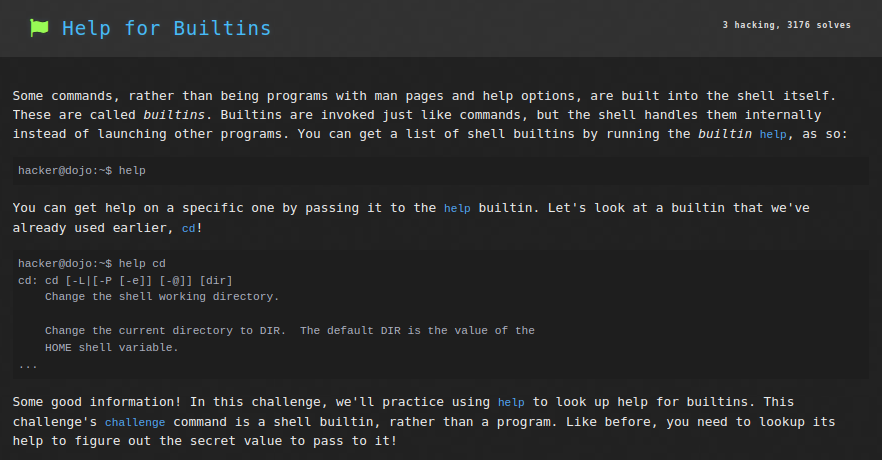 Help for Builtins
3 hacking, 3176 solves
Some commands, rather than being programs with man pages and help options, are built into the shell itself.
These are called builtins. Builtins are invoked just like commands, but the shell handles them internally
instead of launching other programs. You can get a list of shell builtins by running the builtin help, as so:
hacker@dojo:~$ help
You can get help on a specific one by passing it to the help builtin. Let's look at a builtin that we've
already used earlier, cd!
hacker@dojo:~$ help cd
cd: cd [-L|[-P [-e]] [-@]] [dir]
    Change the shell working directory.
    Change the current directory to DIR.  The default DIR is the value of the
    HOME shell variable.
...
Some good information! In this challenge, we'll practice using help to look up help for builtins. This
challenge's challenge command is a shell builtin, rather than a program. Like before, you need to lookup its
help to figure out the secret value to pass to it!